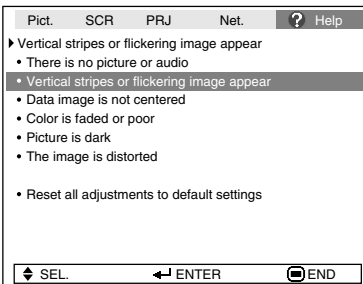 Pict. SCR PRJ Net. ? Help
Vertical stripes or flickering image appear
• There is no picture or audio
• Vertical stripes or flickering image appear
• Data image is not centered
• Color is faded or poor
• Picture is dark
• The image is distorted
• Reset all adjustments to default settings
SEL. ENTER END